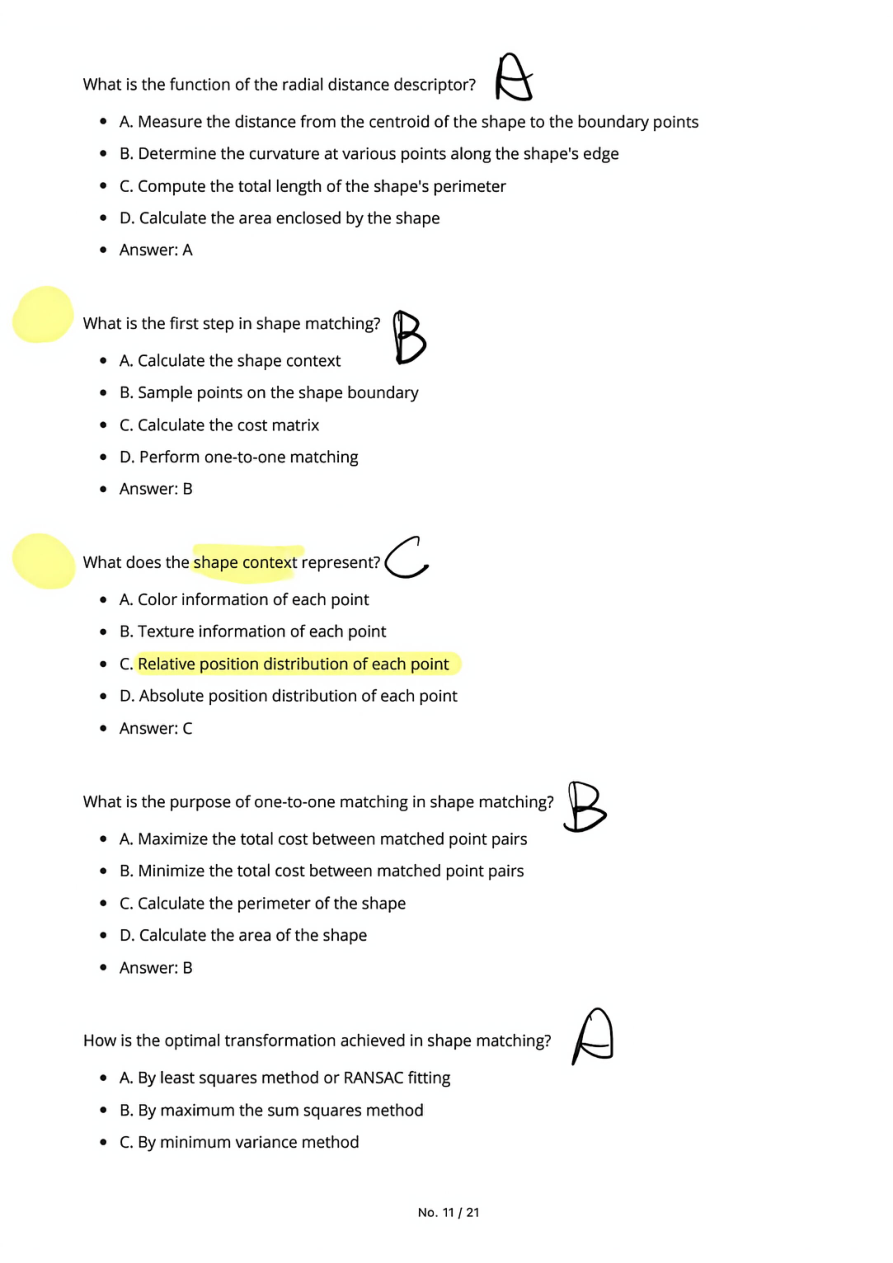 What is the function of the radial distance descriptor? A
• A. Measure the distance from the centroid of the shape to the boundary points
• B. Determine the curvature at various points along the shape's edge
• C. Compute the total length of the shape's perimeter
• D. Calculate the area enclosed by the shape
• Answer: A
What is the first step in shape matching? B
• A. Calculate the shape context
• B. Sample points on the shape boundary
• C. Calculate the cost matrix
• D. Perform one-to-one matching
• Answer: B
What does the shape context represent? C
• A. Color information of each point
• B. Texture information of each point
• C. Relative position distribution of each point
• D. Absolute position distribution of each point
• Answer: C
What is the purpose of one-to-one matching in shape matching? B
• A. Maximize the total cost between matched point pairs
• B. Minimize the total cost between matched point pairs
• C. Calculate the perimeter of the shape
• D. Calculate the area of the shape
• Answer: B
How is the optimal transformation achieved in shape matching? A
• A. By least squares method or RANSAC fitting
• B. By maximum the sum squares method
• C. By minimum variance method
No. 11 / 21